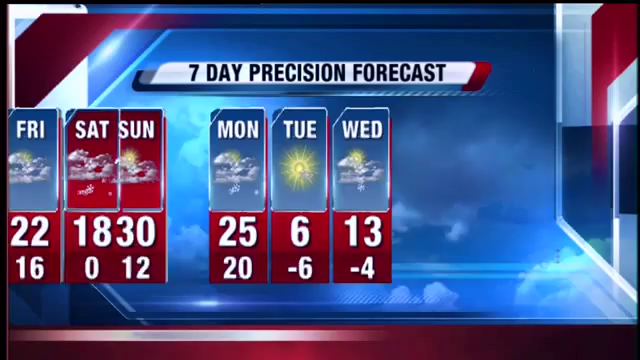 7 DAY PRECISION FORECAST
FRI SAT SUN MON TUE WED
22 18 30 25 6 13
16 0 12 20 -6 -4